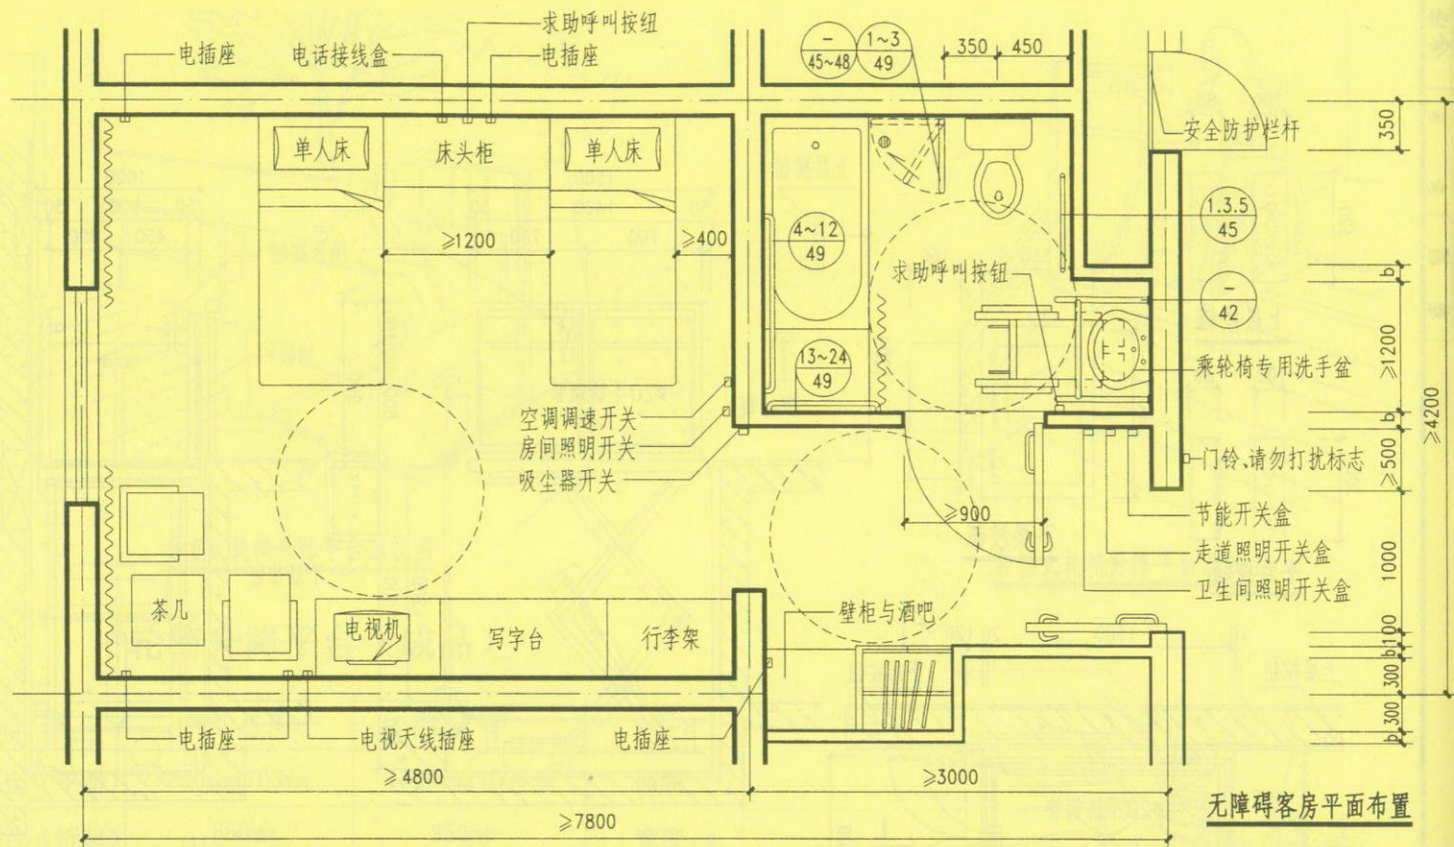 求助呼叫按纽
电插座
电话接线盒
电插座
–
45~48
1~3
49
350
450
安全防护栏杆
350
单人床
床头柜
单人床
1.3.5
45
4~12
49
≥1200
≥400
求助呼叫按钮
b
–
42
≥1200
乘轮椅专用洗手盆
13~24
49
≥4200
空调调速开关
房间照明开关
吸尘器开关
b
门铃、请勿打扰标志
≥500
≥900
节能开关盒
走道照明开关盒
卫生间照明开关盒
1000
茶几
电视机
写字台
行李架
壁柜与酒吧
100
b
300
300
b
电插座
电视天线插座
电插座
≥4800
≥3000
≥7800
无障碍客房平面布置